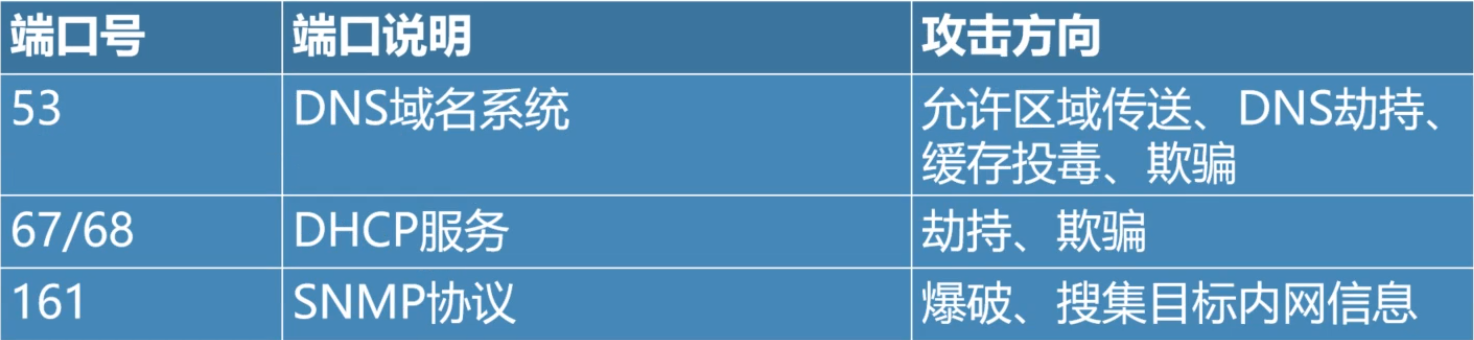 端口号 端口说明 攻击方向
53 DNS域名系统 允许区域传送、DNS劫持、
缓存投毒、欺骗
67/68 DHCP服务 劫持、欺骗
161 SNMP协议 爆破、搜集目标内网信息